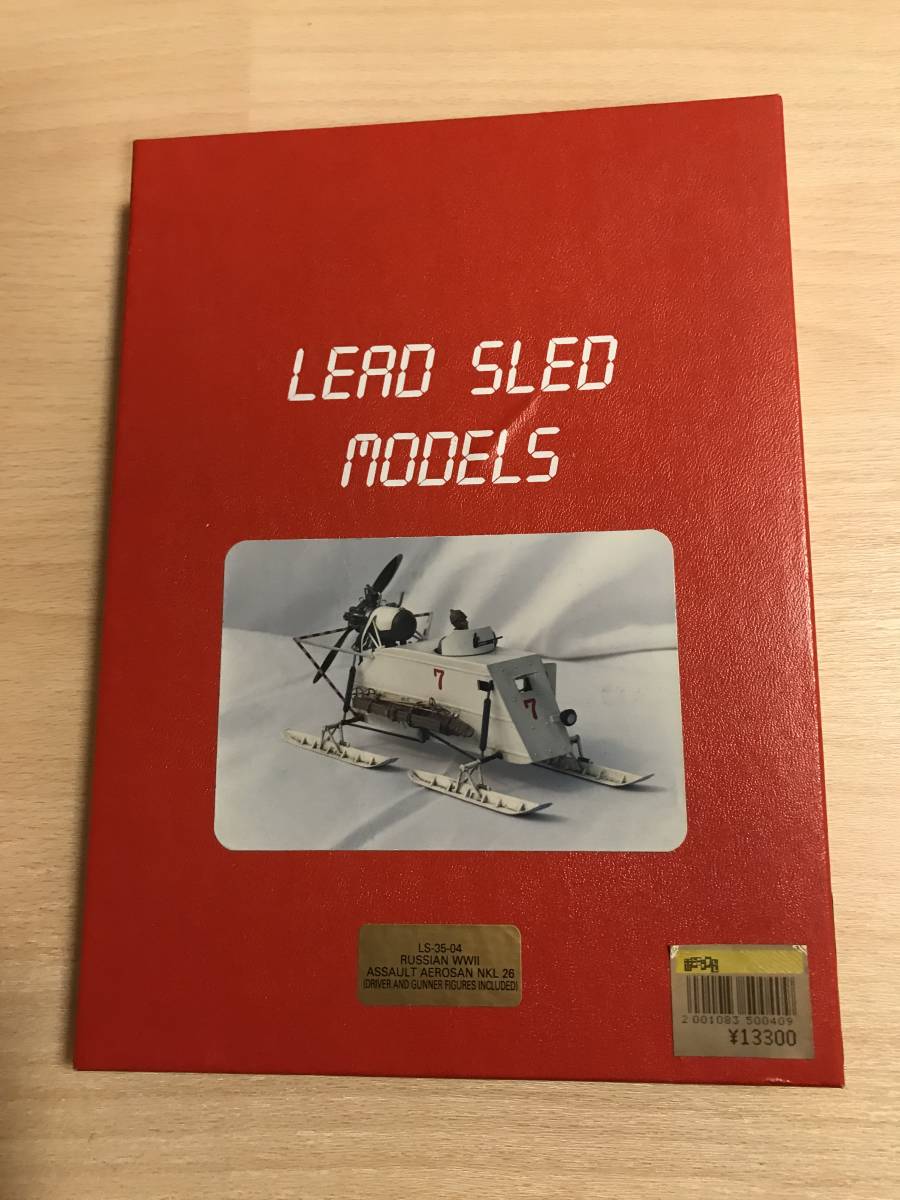 LEAD SLED
MODELS
7
7
LS-35-04
RUSSIAN WWII
ASSAULT AEROSAN NKL 26
(DRIVER AND GUNNER FIGURES INCLUDED)
2 001083 500409
¥13300